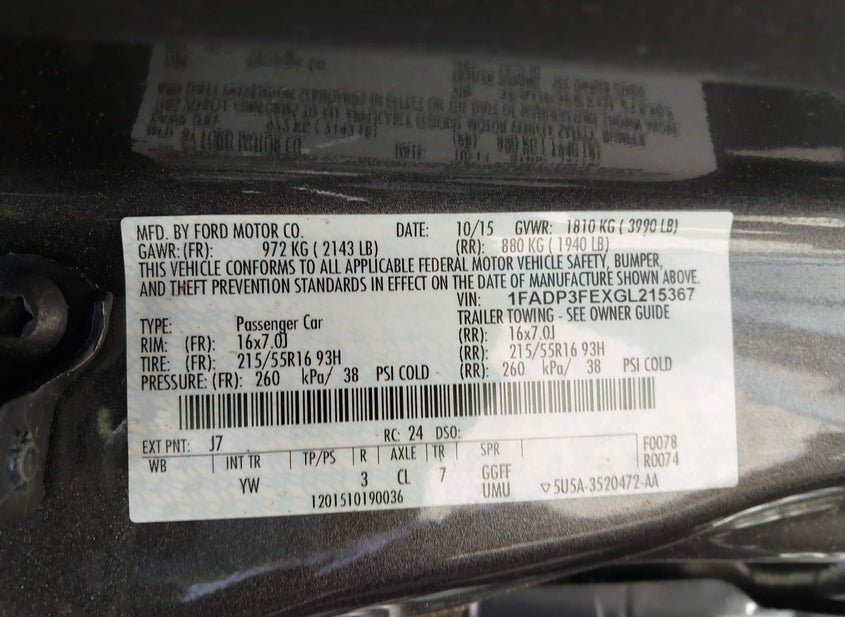 MFD. BY FORD MOTOR CO. DATE: 10/15 GVWR: 1810 KG ( 3990 LB)
GAWR: (FR): 972 KG ( 2143 LB) (RR): 880 KG ( 1940 LB)
THIS VEHICLE CONFORMS TO ALL APPLICABLE FEDERAL MOTOR VEHICLE SAFETY, BUMPER,
AND THEFT PREVENTION STANDARDS IN EFFECT ON THE DATE OF MANUFACTURE SHOWN ABOVE.
VIN: 1FADP3FEXGL215367
TYPE: Passenger Car TRAILER TOWING - SEE OWNER GUIDE
RIM: (FR): 16x7.0J (RR): 16x7.0J
TIRE: (FR): 215/55R16 93H (RR): 215/55R16 93H
PRESSURE: (FR): 260 kPa/ 38 PSI COLD (RR): 260 kPa/ 38 PSI COLD
EXT PNT: J7 RC: 24 DSO: F0078
WB INT TR TP/PS R AXLE TR SPR R0074
YW 3 CL 7 GGFF
UMU ▽5U5A-3520472-AA
1201510190036